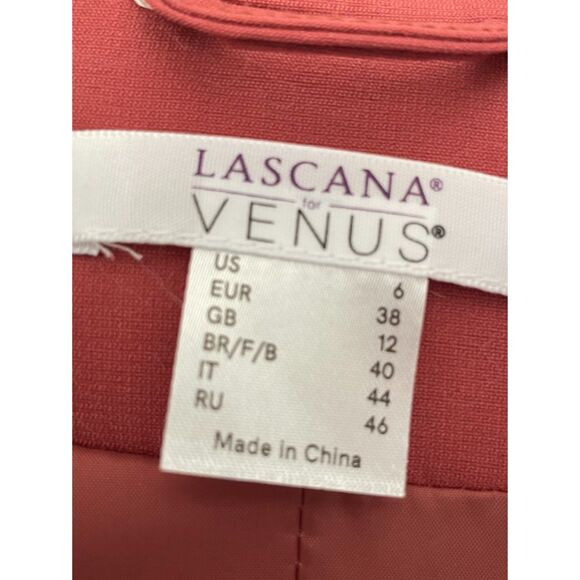 LASCANA®
for
VENUS®
US 6
EUR 38
GB 12
BR/F/B 40
IT 44
RU 46
Made in China